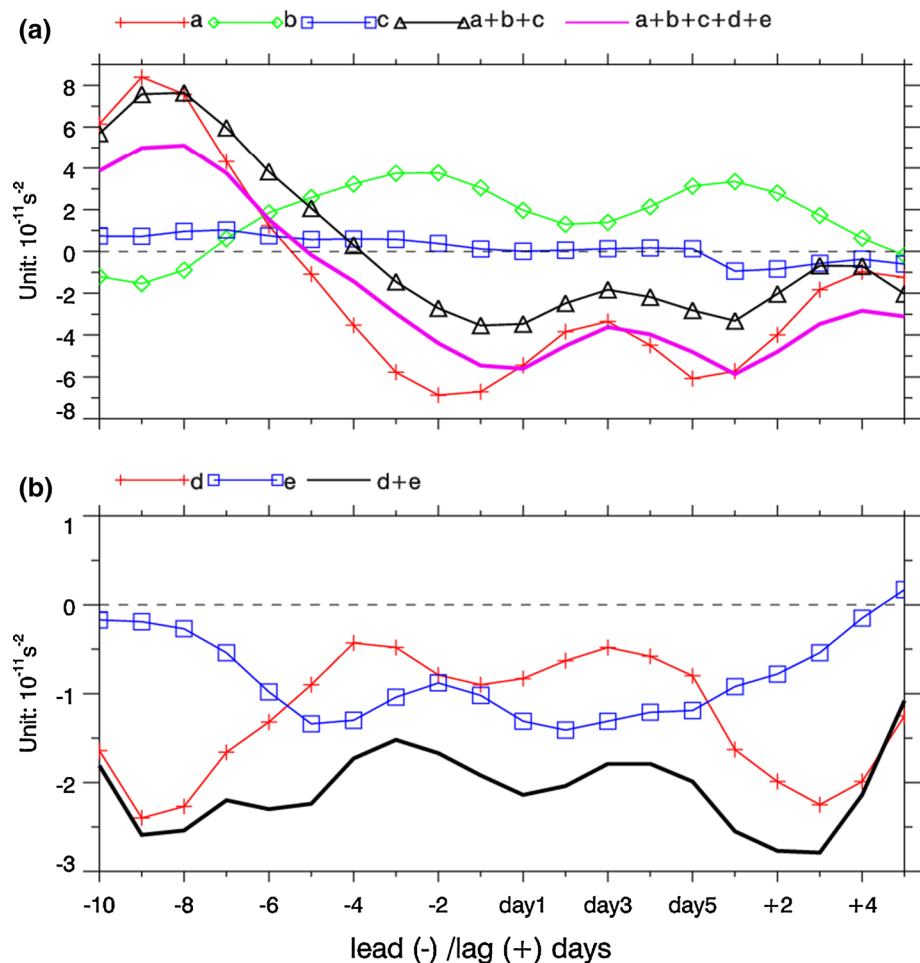 (a) a b c a+b+c a+b+c+d+e
8
6
4
2
0
-2
-4
-6
-8
Unit: 10⁻¹¹s⁻²
(b) d e d+e
1
0
-1
-2
-3
Unit: 10⁻¹¹s⁻²
-10 -8 -6 -4 -2 day1 day3 day5 +2 +4
lead (-) /lag (+) days